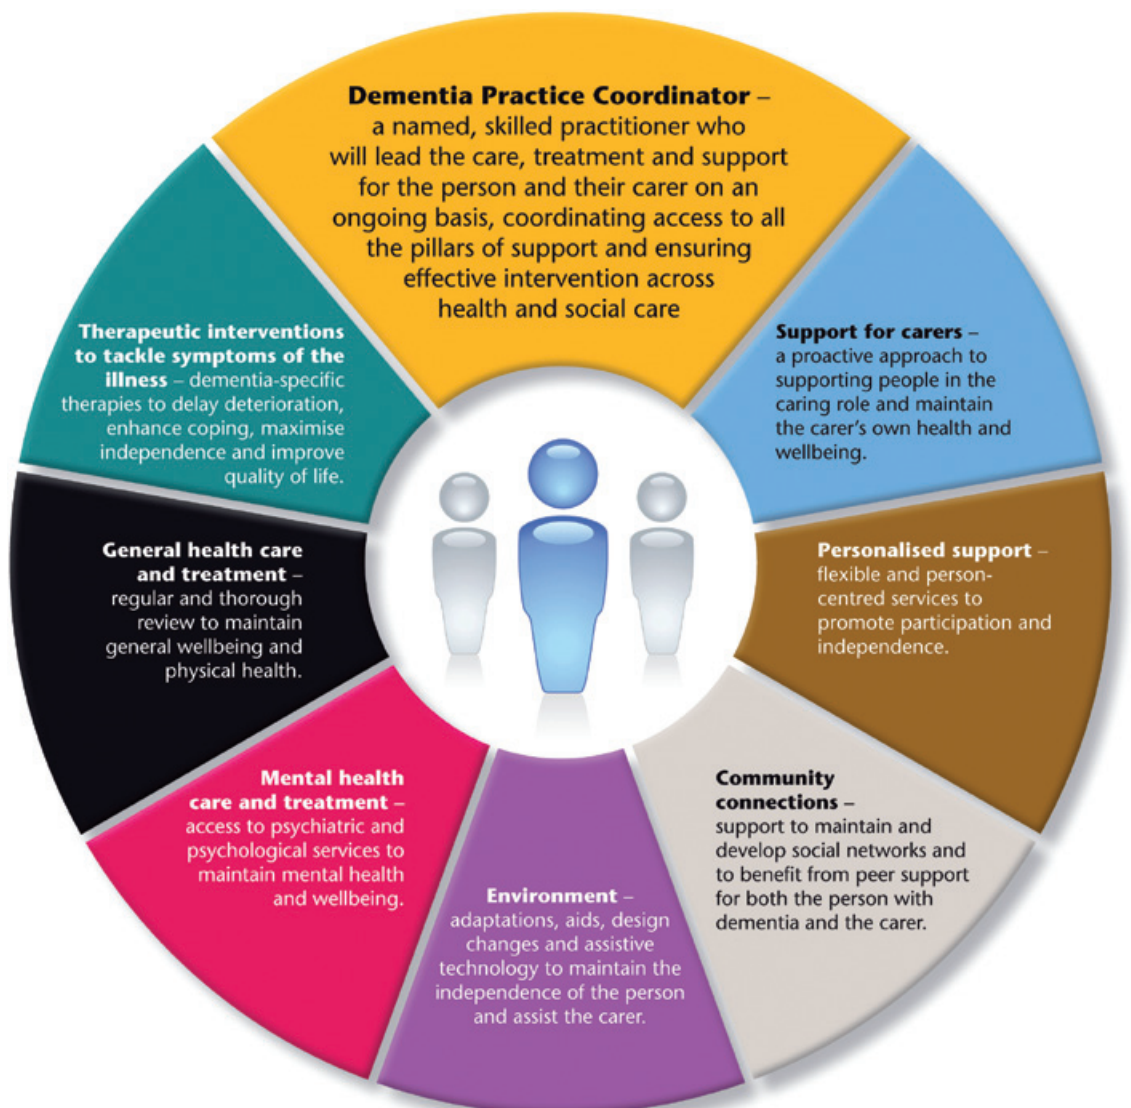 Dementia Practice Coordinator –
a named, skilled practitioner who
will lead the care, treatment and support
for the person and their carer on an
ongoing basis, coordinating access to all
the pillars of support and ensuring
effective intervention across
health and social care
Support for carers –
a proactive approach to
supporting people in the
caring role and maintain
the carer's own health and
wellbeing.
Personalised support –
flexible and person-
centred services to
promote participation and
independence.
Community
connections –
support to maintain and
develop social networks and
to benefit from peer support
for both the person with
dementia and the carer.
Environment –
adaptations, aids, design
changes and assistive
technology to maintain the
independence of the person
and assist the carer.
Mental health
care and treatment –
access to psychiatric and
psychological services to
maintain mental health
and wellbeing.
General health care
and treatment –
regular and thorough
review to maintain
general wellbeing and
physical health.
Therapeutic interventions
to tackle symptoms of the
illness – dementia-specific
therapies to delay deterioration,
enhance coping, maximise
independence and improve
quality of life.